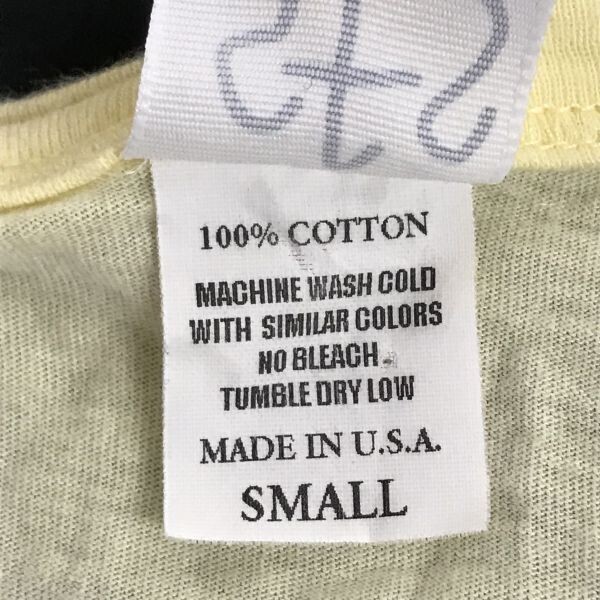 100% COTTON
MACHINE WASH COLD
WITH SIMILAR COLORS
NO BLEACH
TUMBLE DRY LOW
MADE IN U.S.A.
SMALL